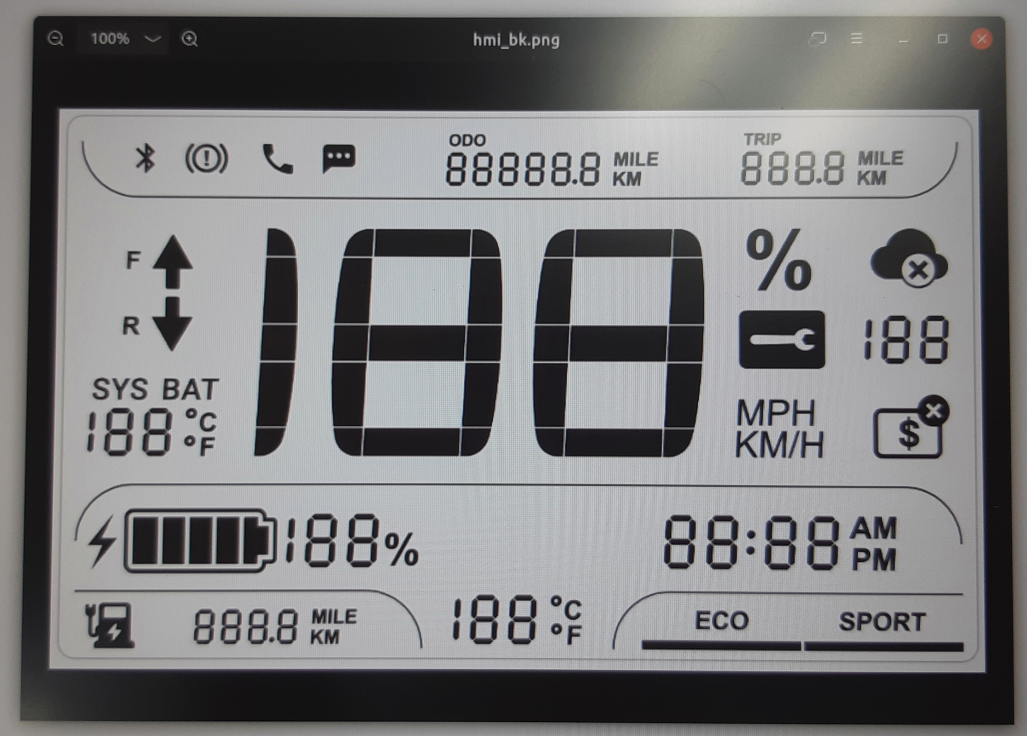 100%
hmi_bk.png
ODO
88888.8 MILE
KM
TRIP
888.8 MILE
KM
F
R
%
188
SYS BAT
188 °C
°F
188
MPH
KM/H
$
188%
88:88 AM
PM
888.8 MILE
KM
188 °C
°F
ECO
SPORT